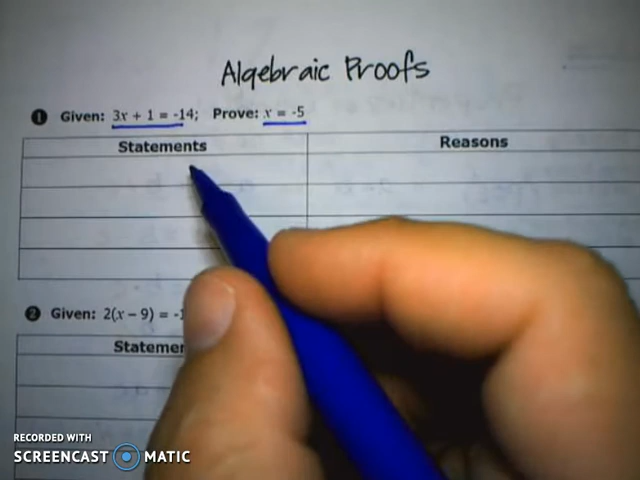 Algebraic Proofs
1 Given: 3x + 1 = -14; Prove: x = -5
Statements Reasons
2 Given: 2(x – 9) = -
Statemen
RECORDED WITH
SCREENCAST MATIC